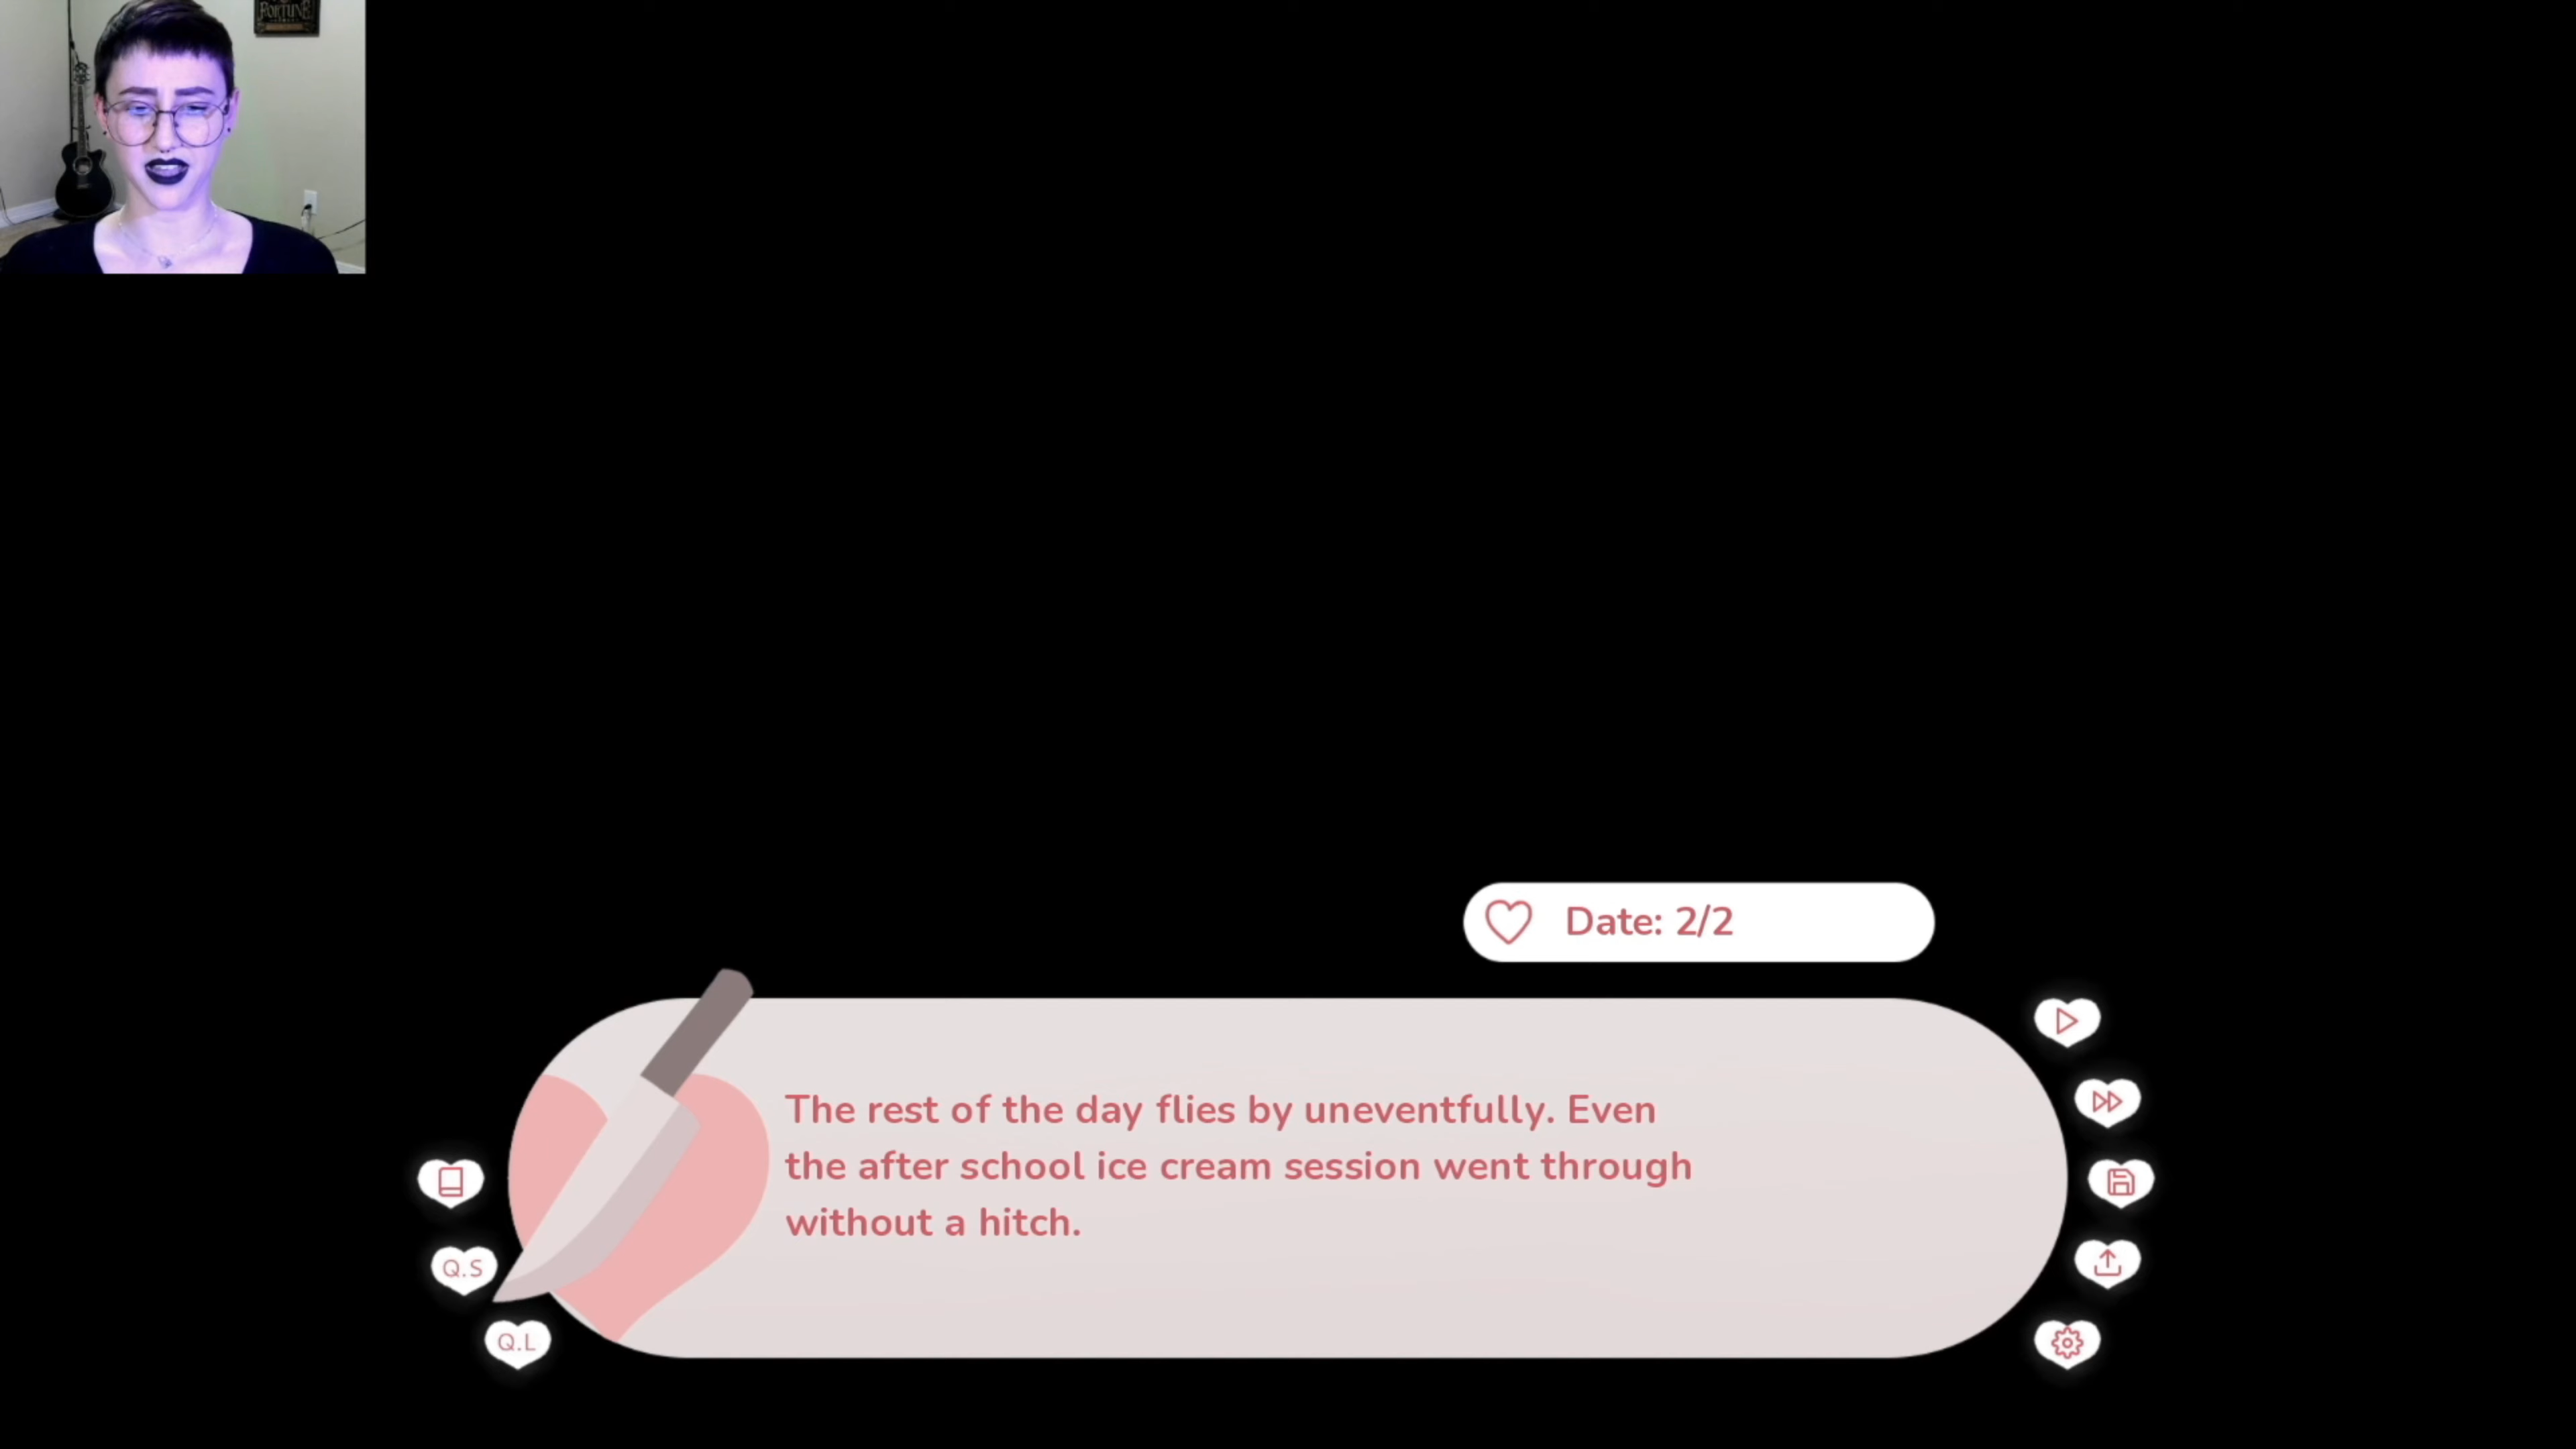 FORTUNE
Date: 2/2
The rest of the day flies by uneventfully. Even
the after school ice cream session went through
without a hitch.
Q.S
Q.L